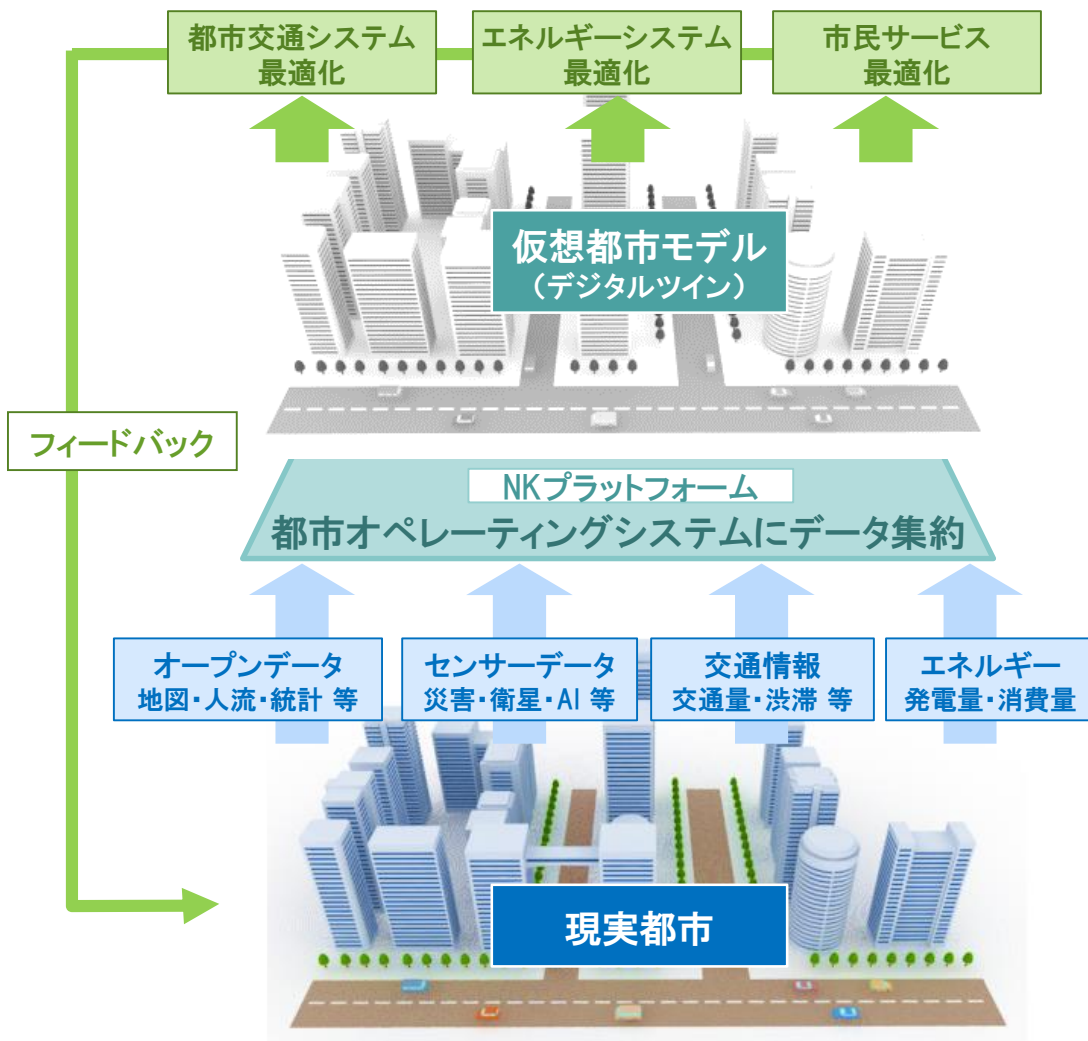 都市交通システム
最適化
エネルギーシステム
最適化
市民サービス
最適化
仮想都市モデル
（デジタルツイン）
フィードバック
NKプラットフォーム
都市オペレーティングシステムにデータ集約
オープンデータ
地図・人流・統計 等
センサーデータ
災害・衛星・AI 等
交通情報
交通量・渋滞 等
エネルギー
発電量・消費量
現実都市